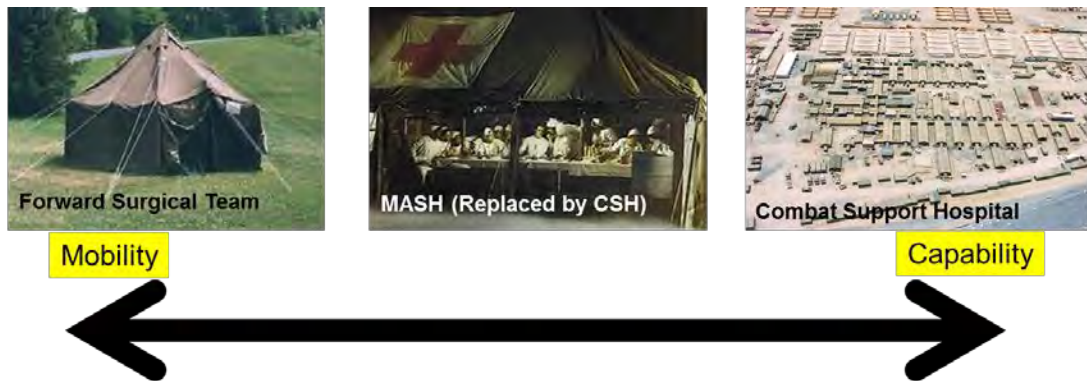 Forward Surgical Team
MASH (Replaced by CSH)
Combat Support Hospital
Mobility
Capability